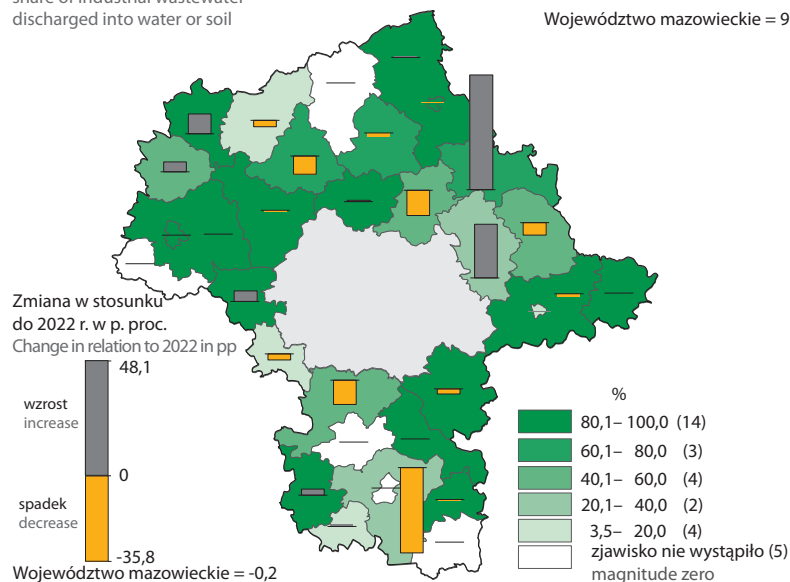 share of industrial wastewater
discharged into water or soil
Województwo mazowieckie = 9
Zmiana w stosunku
do 2022 r. w p. proc.
Change in relation to 2022 in pp
48,1
wzrost
increase
0
spadek
decrease
-35,8
Województwo mazowieckie = -0,2
%
80,1– 100,0 (14)
60,1– 80,0 (3)
40,1– 60,0 (4)
20,1– 40,0 (2)
3,5– 20,0 (4)
zjawisko nie wystąpiło (5)
magnitude zero